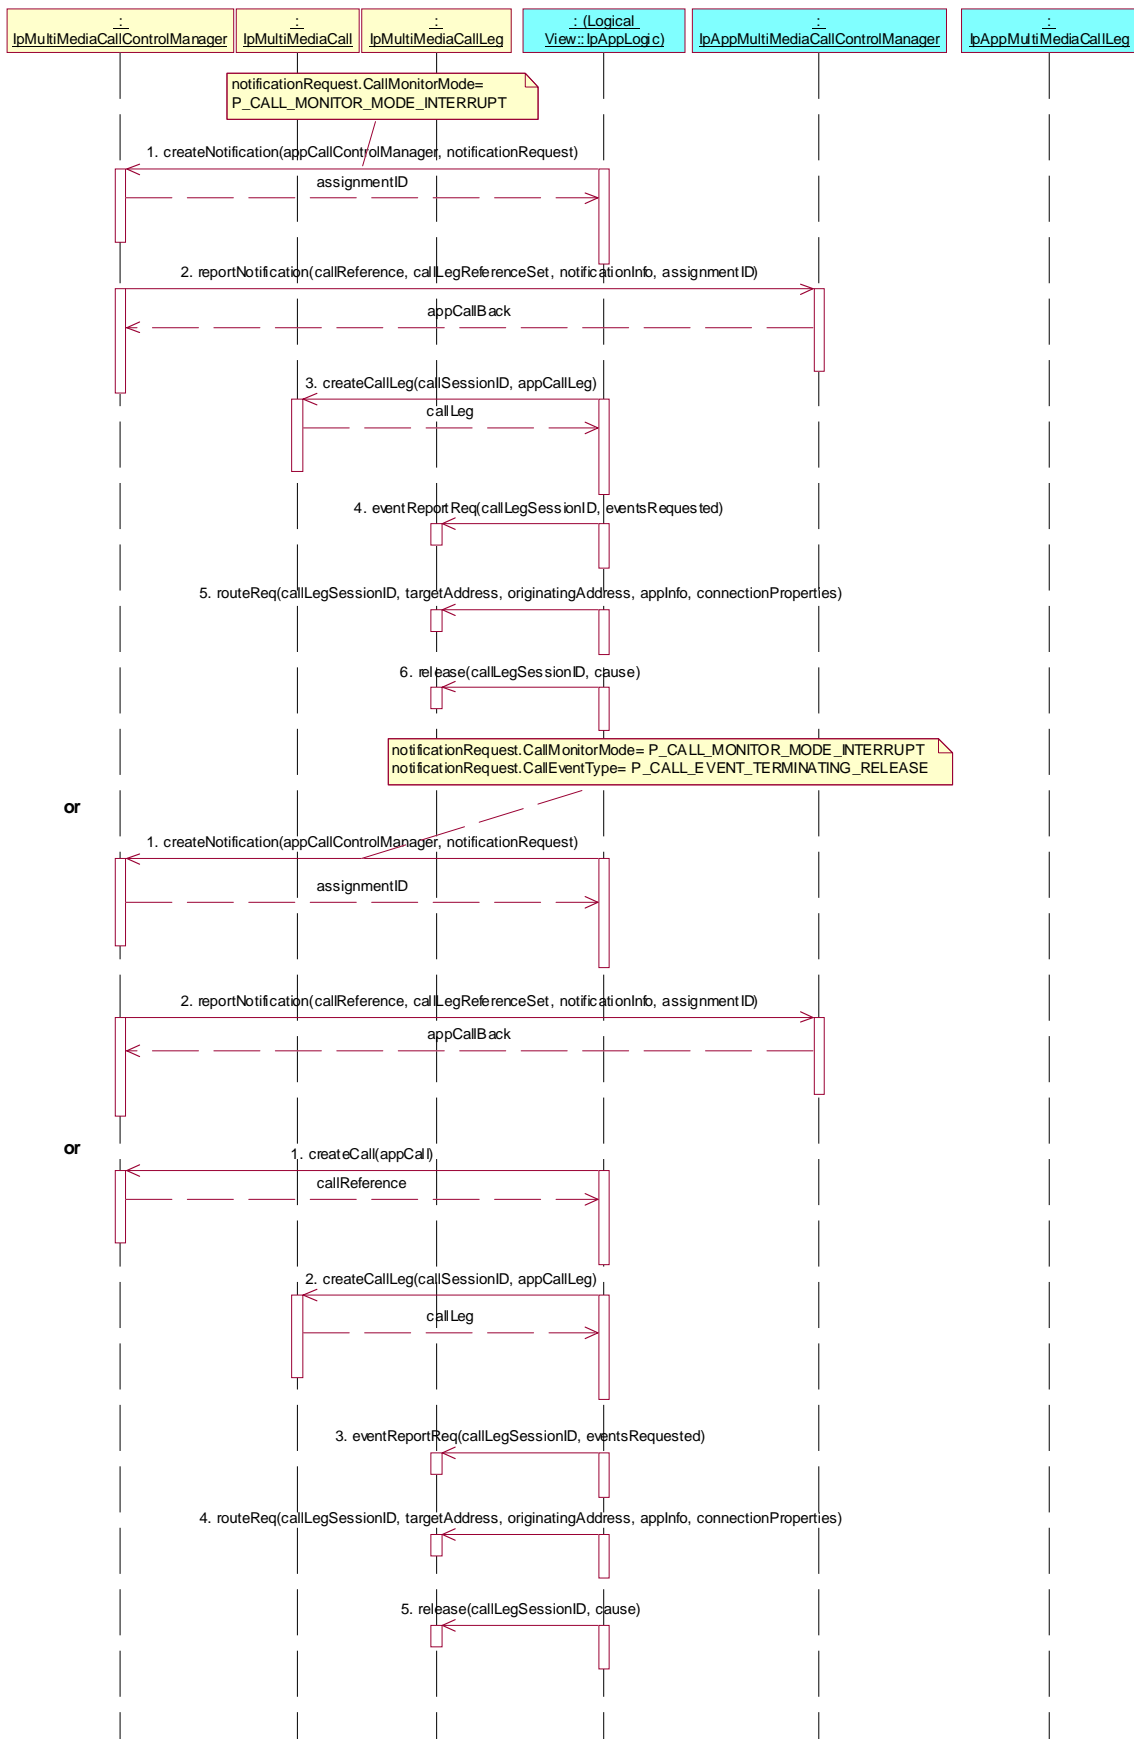 :
IpMultiMediaCallControlManager
:
IpMultiMediaCall
:
IpMultiMediaCallLeg
: (Logical
View::IpAppLogic)
:
IpAppMultiMediaCallControlManager
:
IpAppMultiMediaCallLeg
notificationRequest.CallMonitorMode=
P_CALL_MONITOR_MODE_INTERRUPT
1. createNotification(appCallControlManager, notificationRequest)
assignmentID
2. reportNotification(callReference, callLegReferenceSet, notificationInfo, assignmentID)
appCallBack
3. createCallLeg(callSessionID, appCallLeg)
callLeg
4. eventReportReq(callLegSessionID, eventsRequested)
5. routeReq(callLegSessionID, targetAddress, originatingAddress, appInfo, connectionProperties)
6. release(callLegSessionID, cause)
notificationRequest.CallMonitorMode= P_CALL_MONITOR_MODE_INTERRUPT
notificationRequest.CallEventType= P_CALL_EVENT_TERMINATING_RELEASE
or
1. createNotification(appCallControlManager, notificationRequest)
assignmentID
2. reportNotification(callReference, callLegReferenceSet, notificationInfo, assignmentID)
appCallBack
or
1. createCall(appCall)
callReference
2. createCallLeg(callSessionID, appCallLeg)
callLeg
3. eventReportReq(callLegSessionID, eventsRequested)
4. routeReq(callLegSessionID, targetAddress, originatingAddress, appInfo, connectionProperties)
5. release(callLegSessionID, cause)